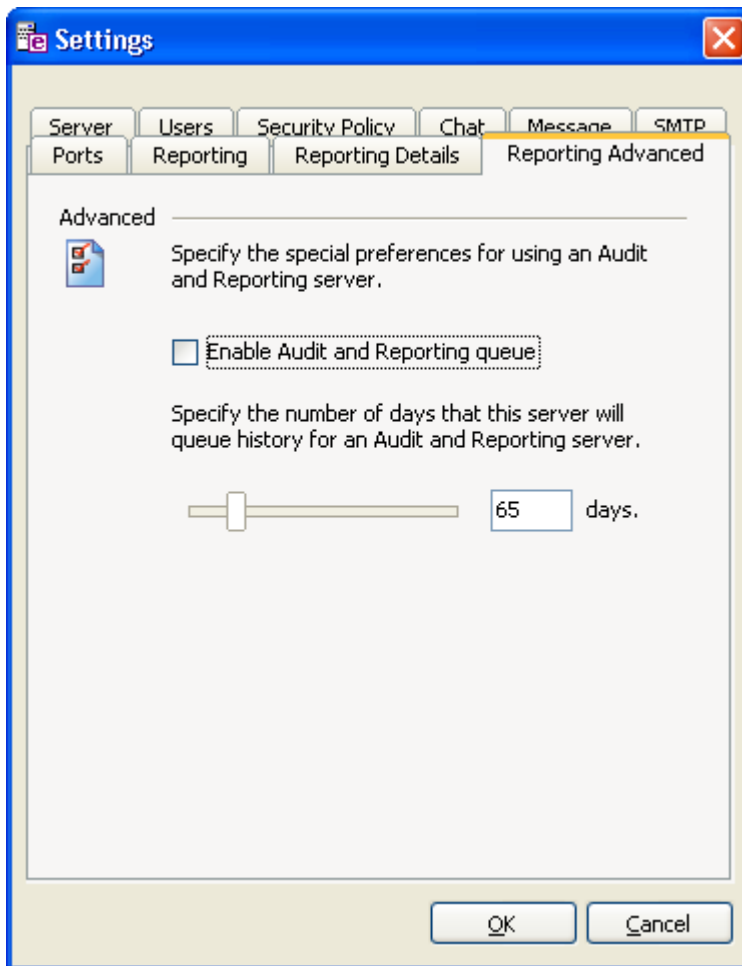 Settings
Server Users Security Policy Chat Message SMTP
Ports Reporting Reporting Details Reporting Advanced
Advanced
Specify the special preferences for using an Audit
and Reporting server.
Enable Audit and Reporting queue
Specify the number of days that this server will
queue history for an Audit and Reporting server.
65 days.
OK Cancel